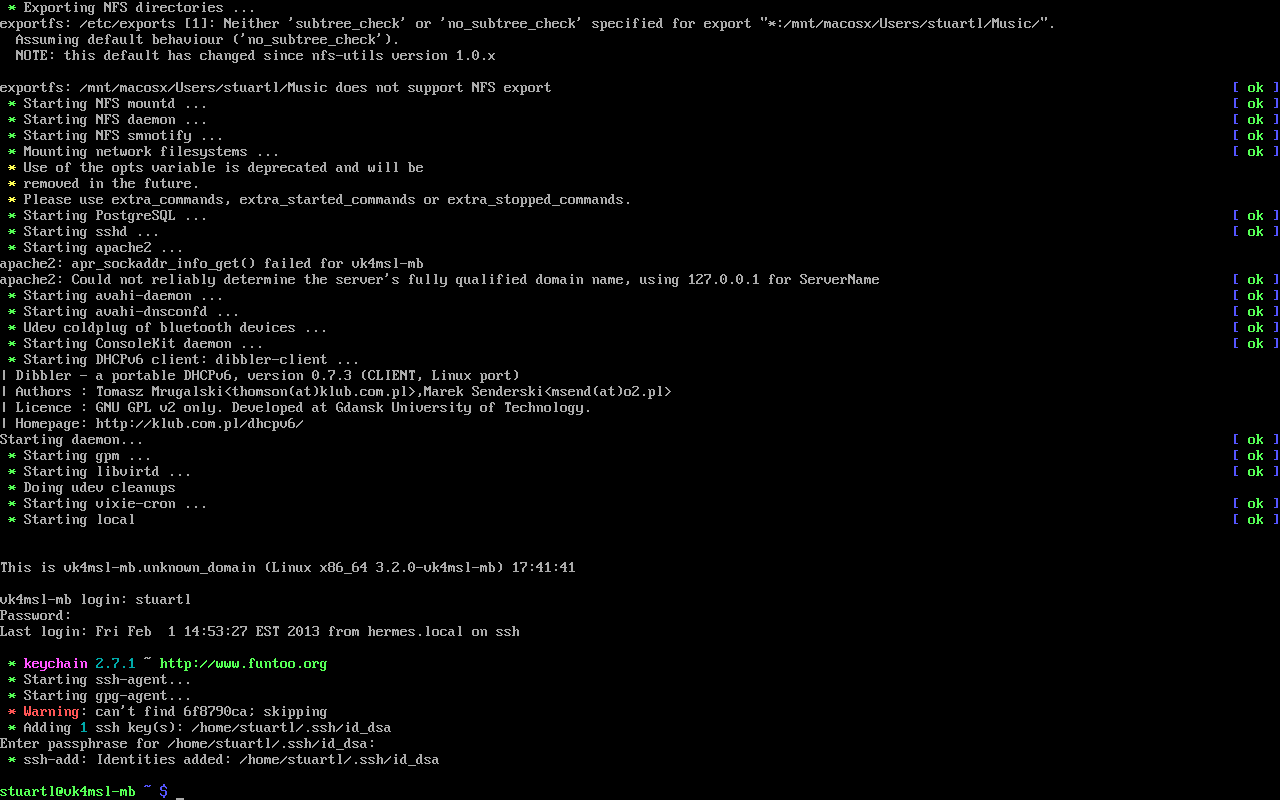 * Exporting NFS directories ...
exportfs: /etc/exports [1]: Neither 'subtree_check' or 'no_subtree_check' specified for export "*:/mnt/macosx/Users/stuartl/Music/".
Assuming default behaviour ('no_subtree_check').
NOTE: this default has changed since nfs-utils version 1.0.x
exportfs: /mnt/macosx/Users/stuartl/Music does not support NFS export [ ok ]
* Starting NFS mountd ... [ ok ]
* Starting NFS daemon ... [ ok ]
* Starting NFS smnotify ... [ ok ]
* Mounting network filesystems ... [ ok ]
* Use of the opts variable is deprecated and will be
* removed in the future.
* Please use extra_commands, extra_started_commands or extra_stopped_commands.
* Starting PostgreSQL ... [ ok ]
* Starting sshd ... [ ok ]
* Starting apache2 ...
apache2: apr_sockaddr_info_get() failed for vk4msl-mb
apache2: Could not reliably determine the server's fully qualified domain name, using 127.0.0.1 for ServerName [ ok ]
* Starting avahi-daemon ... [ ok ]
* Starting avahi-dnsconfd ... [ ok ]
* Udev coldplug of bluetooth devices ... [ ok ]
* Starting ConsoleKit daemon ... [ ok ]
* Starting DHCPv6 client: dibbler-client ...
| Dibbler - a portable DHCPv6, version 0.7.3 (CLIENT, Linux port)
| Authors : Tomasz Mrugalski<thomson(at)klub.com.pl>,Marek Senderski<msend(at)o2.pl>
| Licence : GNU GPL v2 only. Developed at Gdansk University of Technology.
| Homepage: http://klub.com.pl/dhcpv6/
Starting daemon... [ ok ]
* Starting gpm ... [ ok ]
* Starting libvirtd ... [ ok ]
* Doing udev cleanups
* Starting vixie-cron ... [ ok ]
* Starting local [ ok ]
This is vk4msl-mb.unknown_domain (Linux x86_64 3.2.0-vk4msl-mb) 17:41:41
vk4msl-mb login: stuartl
Password:
Last login: Fri Feb  1 14:53:27 EST 2013 from hermes.local on ssh
* keychain 2.7.1 ~ http://www.funtoo.org
* Starting ssh-agent...
* Starting gpg-agent...
* Warning: can't find 6f8790ca; skipping
* Adding 1 ssh key(s): /home/stuartl/.ssh/id_dsa
Enter passphrase for /home/stuartl/.ssh/id_dsa:
* ssh-add: Identities added: /home/stuartl/.ssh/id_dsa
stuartl@vk4msl-mb ~ $ _